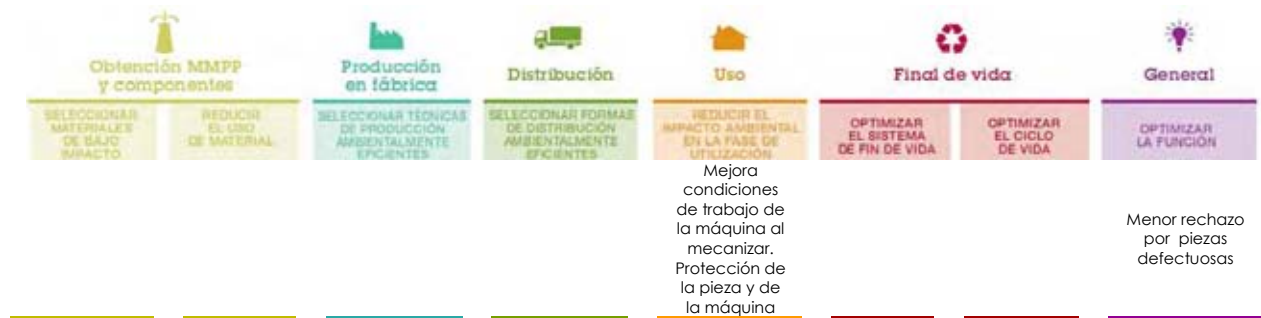 Obtención MMPP
y componentes
Producción
en fábrica
Distribución
Uso
Final de vida
General
SELECCIONAR
MATERIALES
DE BAJO
IMPACTO
REDUCIR
EL USO
DE MATERIAL
SELECCIONAR TÉCNICAS
DE PRODUCCIÓN
AMBIENTALMENTE
EFICIENTES
SELECCIONAR FORMAS
DE DISTRIBUCIÓN
AMBIENTALMENTE
EFICIENTES
REDUCIR EL
IMPACTO AMBIENTAL
EN LA FASE DE
UTILIZACIÓN
OPTIMIZAR
EL SISTEMA
DE FIN DE VIDA
OPTIMIZAR
EL CICLO
DE VIDA
OPTIMIZAR
LA FUNCIÓN
Mejora
condiciones
de trabajo de
la máquina al
mecanizar.
Protección de
la pieza y de
la máquina
Menor rechazo
por piezas
defectuosas